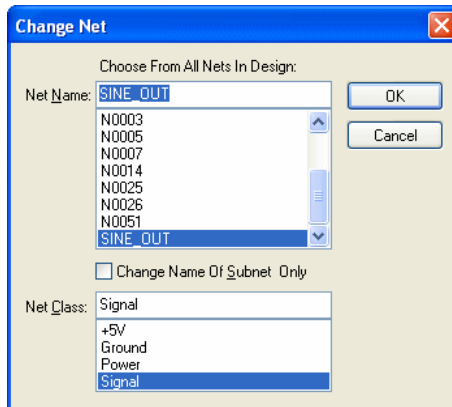 Change Net
Choose From All Nets In Design:
Net Name: SINE_OUT
OK
N0003
N0005
N0007
N0014
N0025
N0026
N0051
SINE_OUT
Cancel
Change Name Of Subnet Only
Net Class: Signal
+5V
Ground
Power
Signal